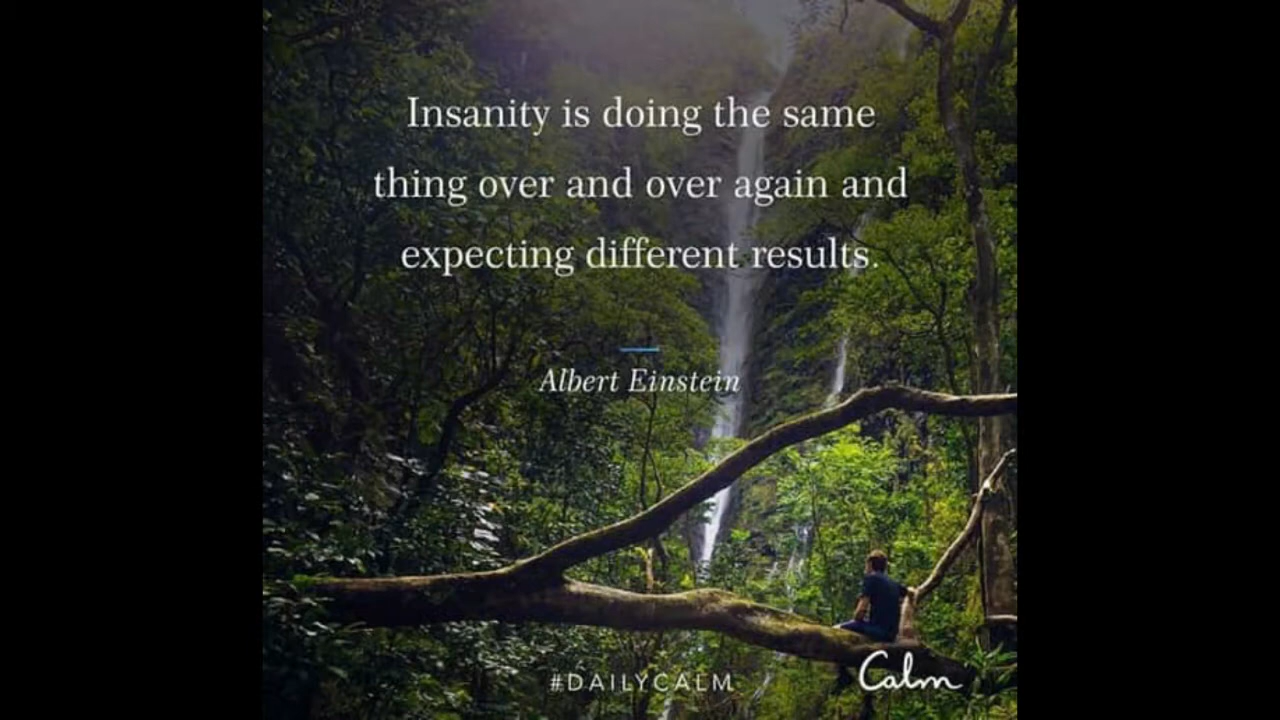 Insanity is doing the same
thing over and over again and
expecting different results.
Albert Einstein
#DAILYCALM
Calm